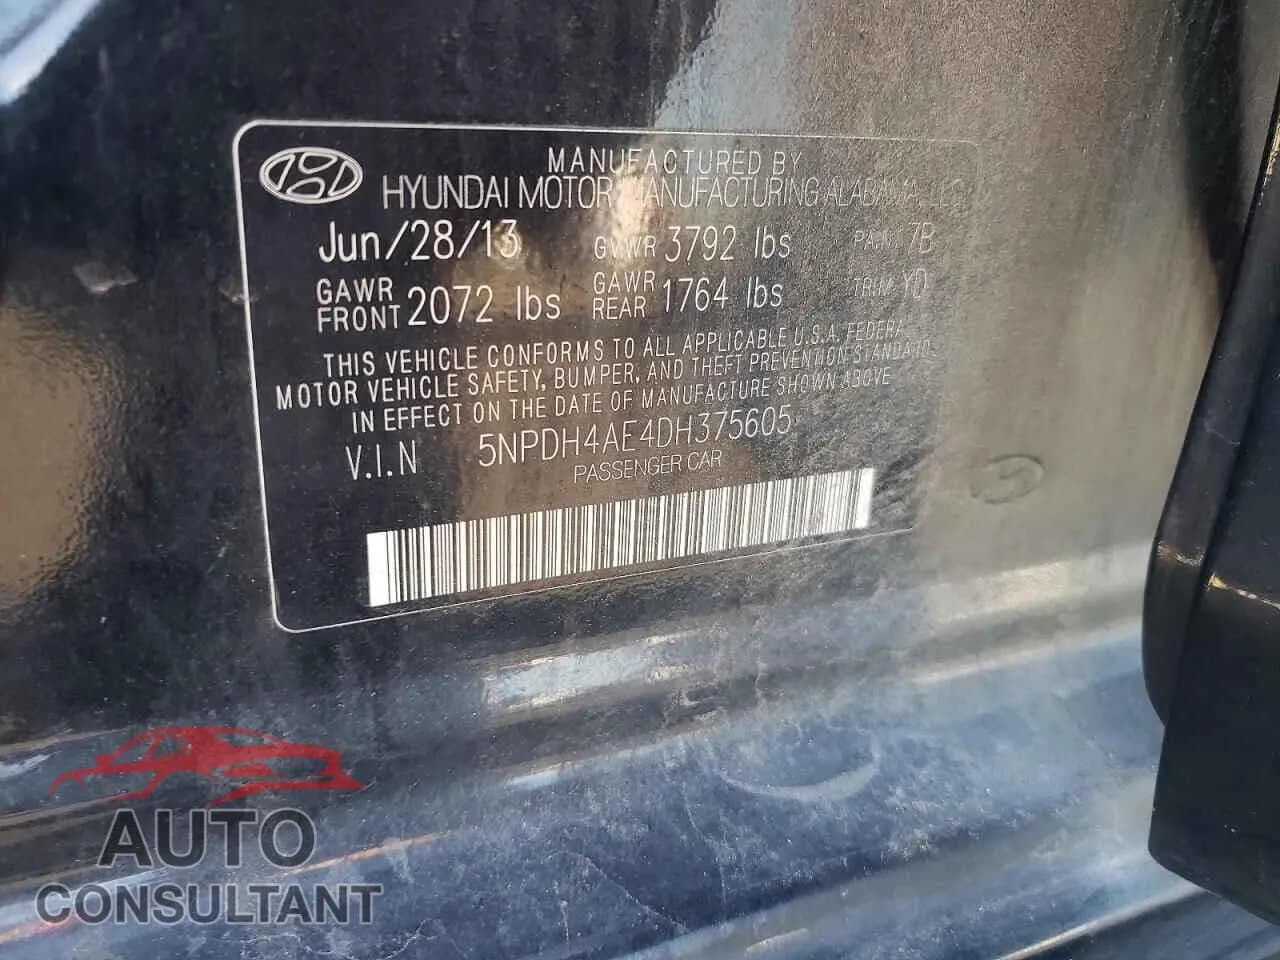 MANUFACTURED BY
HYUNDAI MOTOR MANUFACTURING ALABAMA, LLC
Jun/28/13 GVWR 3792 lbs PAINT 7B
GAWR FRONT 2072 lbs GAWR REAR 1764 lbs TRIM YD
THIS VEHICLE CONFORMS TO ALL APPLICABLE U.S.A. FEDERAL
MOTOR VEHICLE SAFETY, BUMPER, AND THEFT PREVENTION STANDARDS
IN EFFECT ON THE DATE OF MANUFACTURE SHOWN ABOVE
V.I.N 5NPDH4AE4DH375605
PASSENGER CAR
AUTO
CONSULTANT